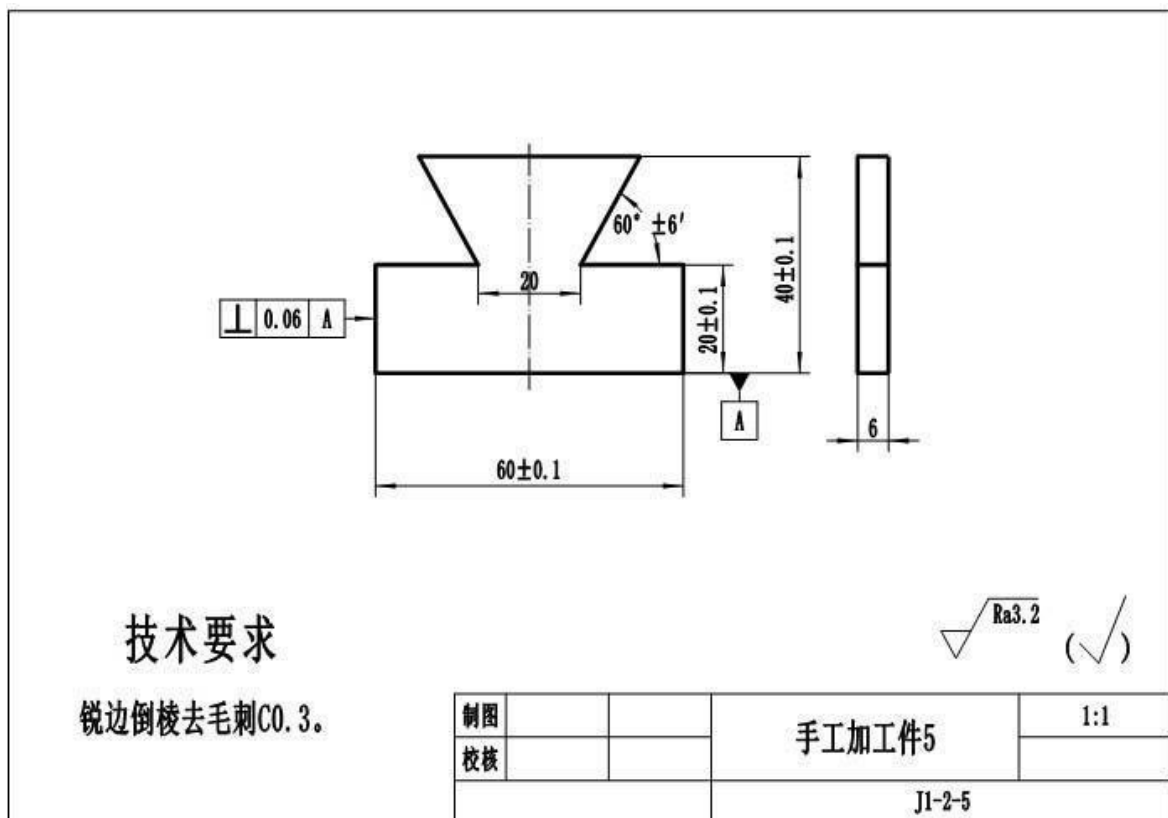 60° ±6′
20
⊥ 0.06 A
20±0.1
40±0.1
A
6
60±0.1
技术要求
锐边倒棱去毛刺C0.3。
Ra3.2
(√)
制图
校核
手工加工件5
1:1
J1-2-5